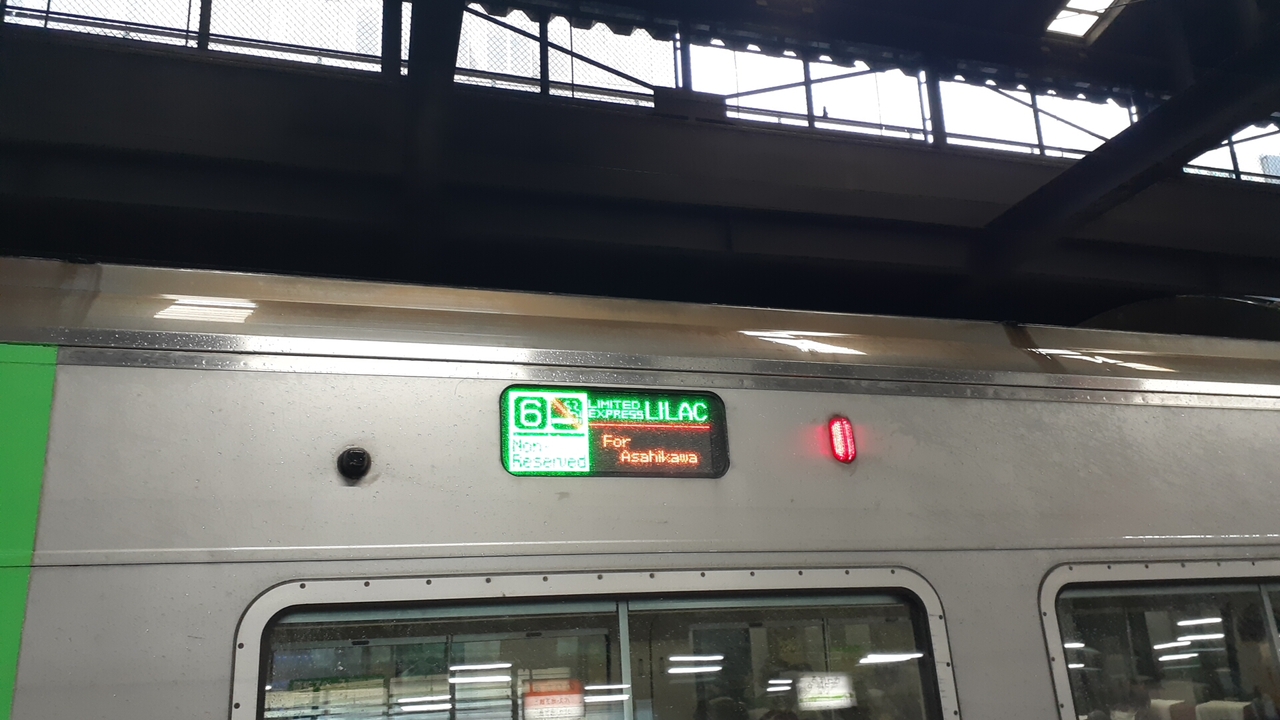 6
Non-
Reserved
LIMITED
EXPRESS LILAC
For
Asahikawa